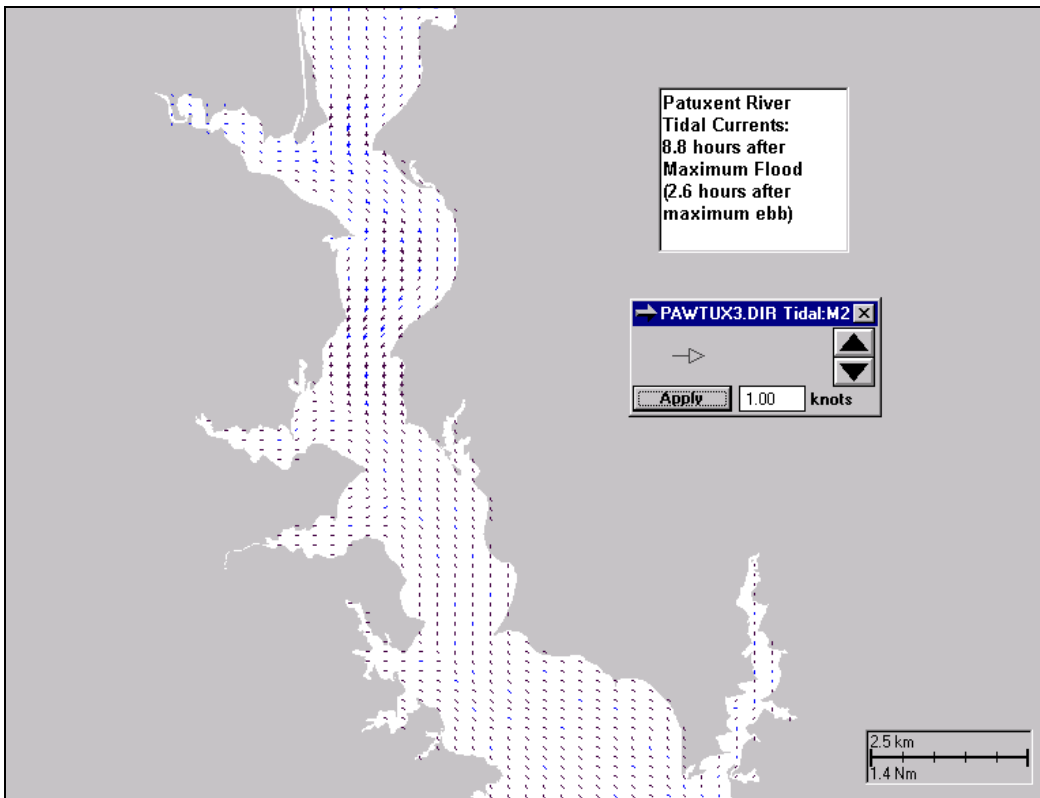 Patuxent River
Tidal Currents:
8.8 hours after
Maximum Flood
(2.6 hours after
maximum ebb)
PAWTUX3.DIR Tidal:M2
Apply 1.00 knots
2.5 km
1.4 Nm